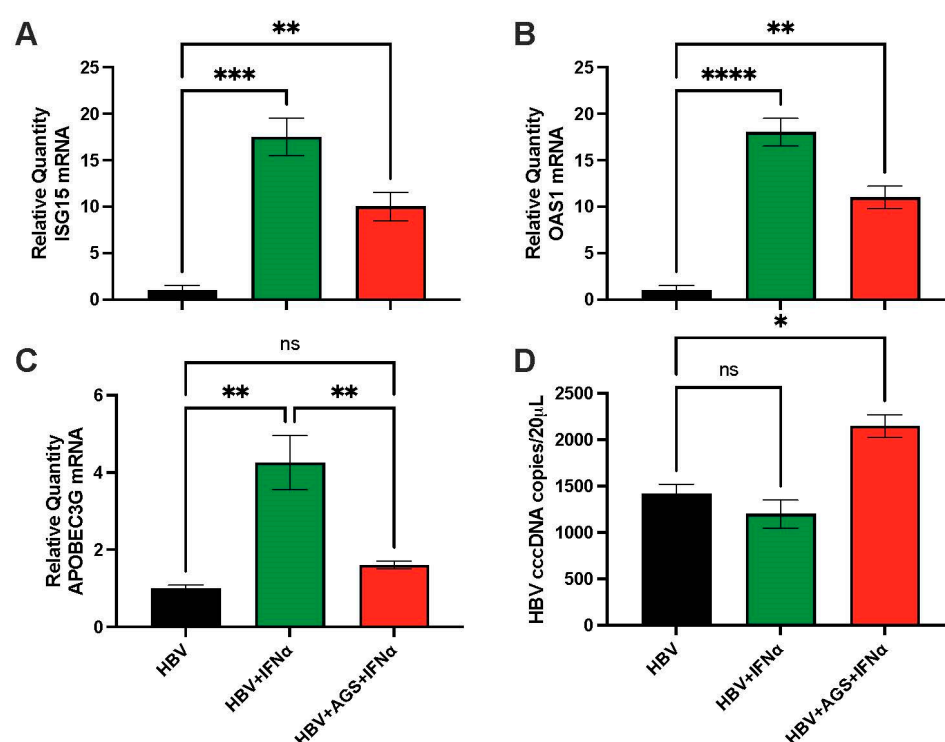 A
**
***
25
20
15
10
5
0
Relative Quantity
ISG15 mRNA
B
**
****
25
20
15
10
5
0
Relative Quantity
OAS1 mRNA
C
ns
**
**
6
4
2
0
Relative Quantity
APOBEC3G mRNA
HBV
HBV+IFNα
HBV+AGS+IFNα
D
*
ns
2500
2000
1500
1000
500
0
HBV cccDNA copies/20μL
HBV
HBV+IFNα
HBV+AGS+IFNα